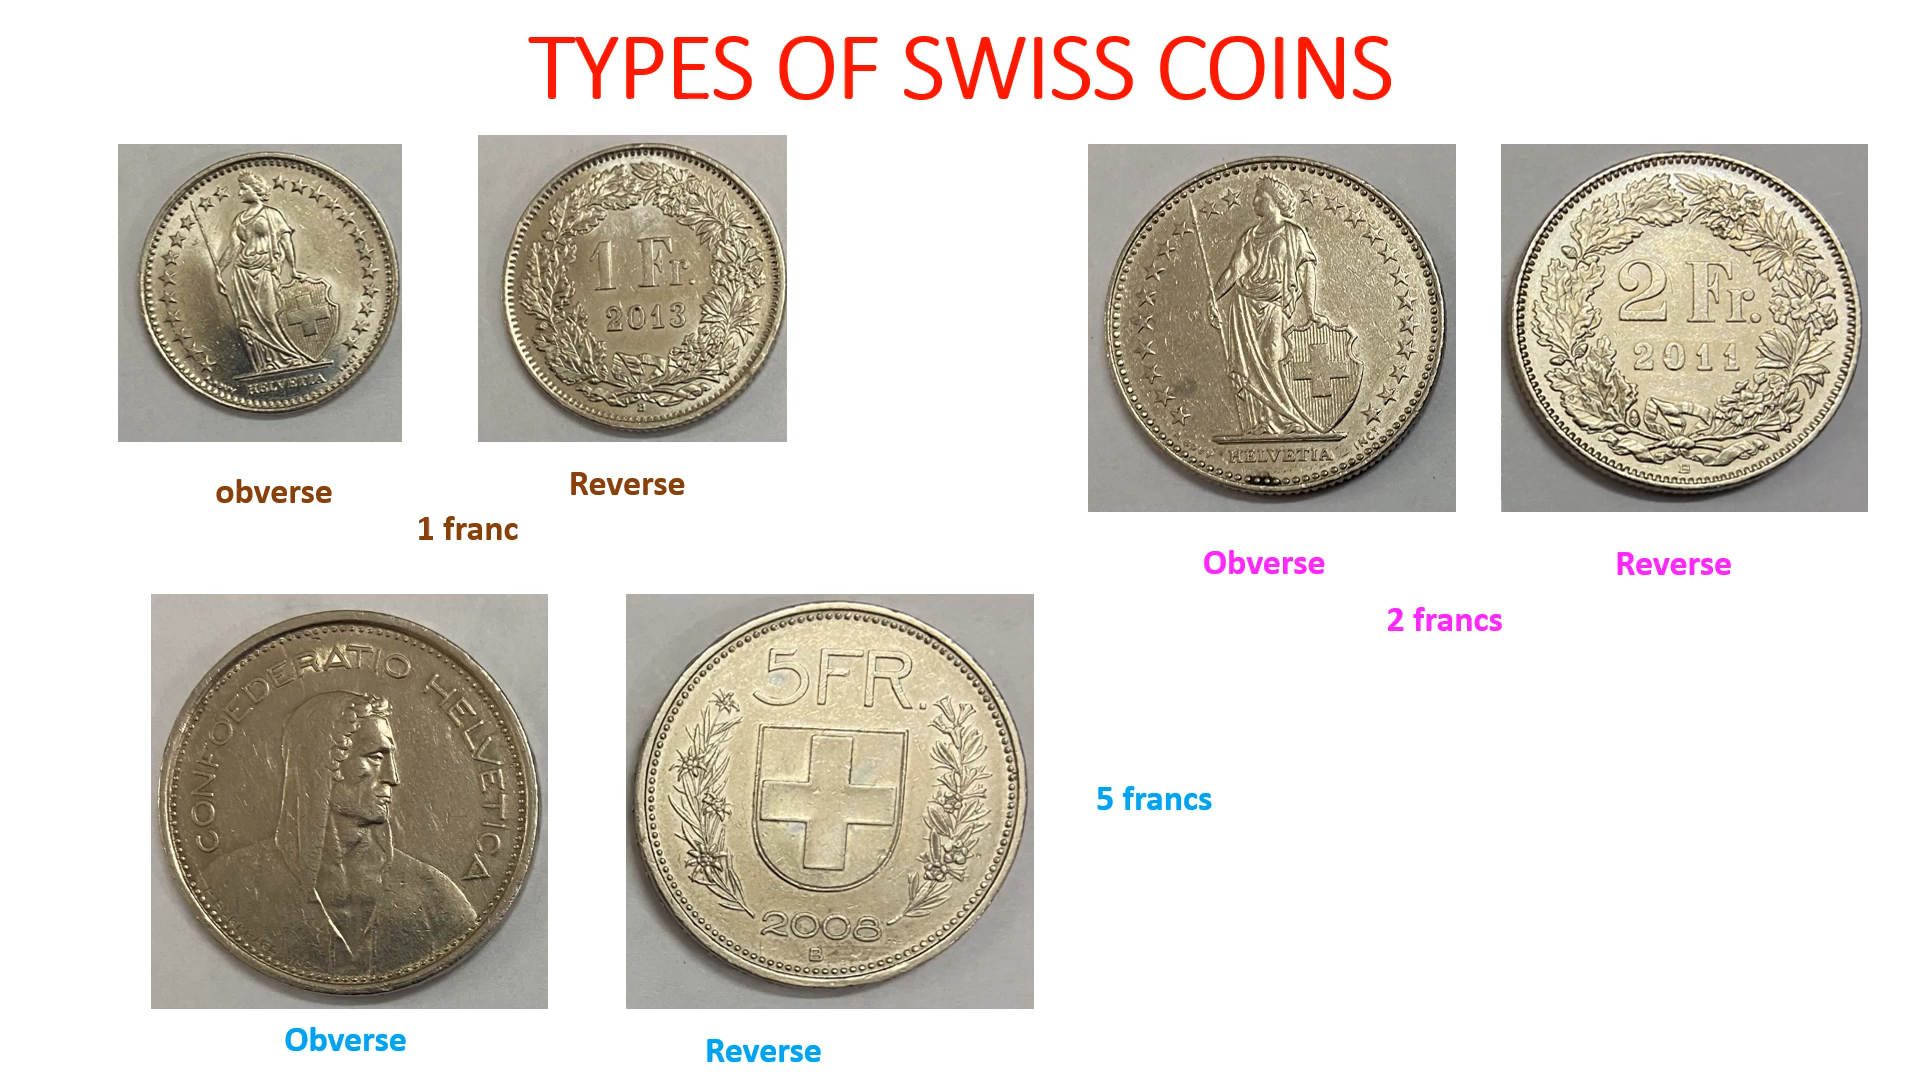 TYPES OF SWISS COINS
HELVETIA
1 Fr.
2013
B
obverse
Reverse
1 franc
HELVETIA
2 Fr.
2011
B
Obverse
Reverse
2 francs
CONFOEDERATIO HELVETICA
5FR.
2008
B
5 francs
Obverse
Reverse